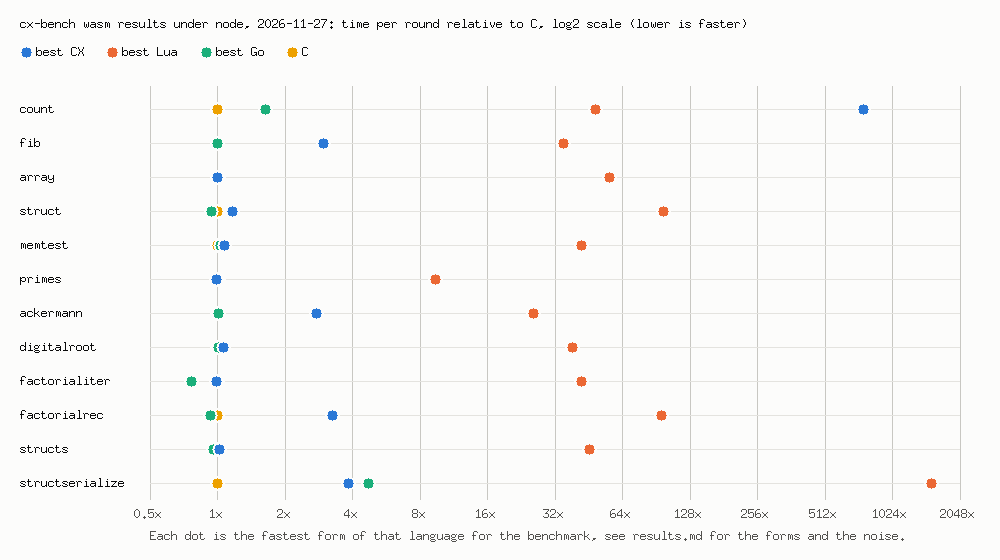 cx-bench wasm results under node, 2026-11-27: time per round relative to C, log2 scale (lower is faster)
best CX best Lua best Go C
count
fib
array
struct
memtest
primes
ackermann
digitalroot
factorialiter
factorialrec
structs
structserialize
0.5x 1x 2x 4x 8x 16x 32x 64x 128x 256x 512x 1024x 2048x
Each dot is the fastest form of that language for the benchmark, see results.md for the forms and the noise.